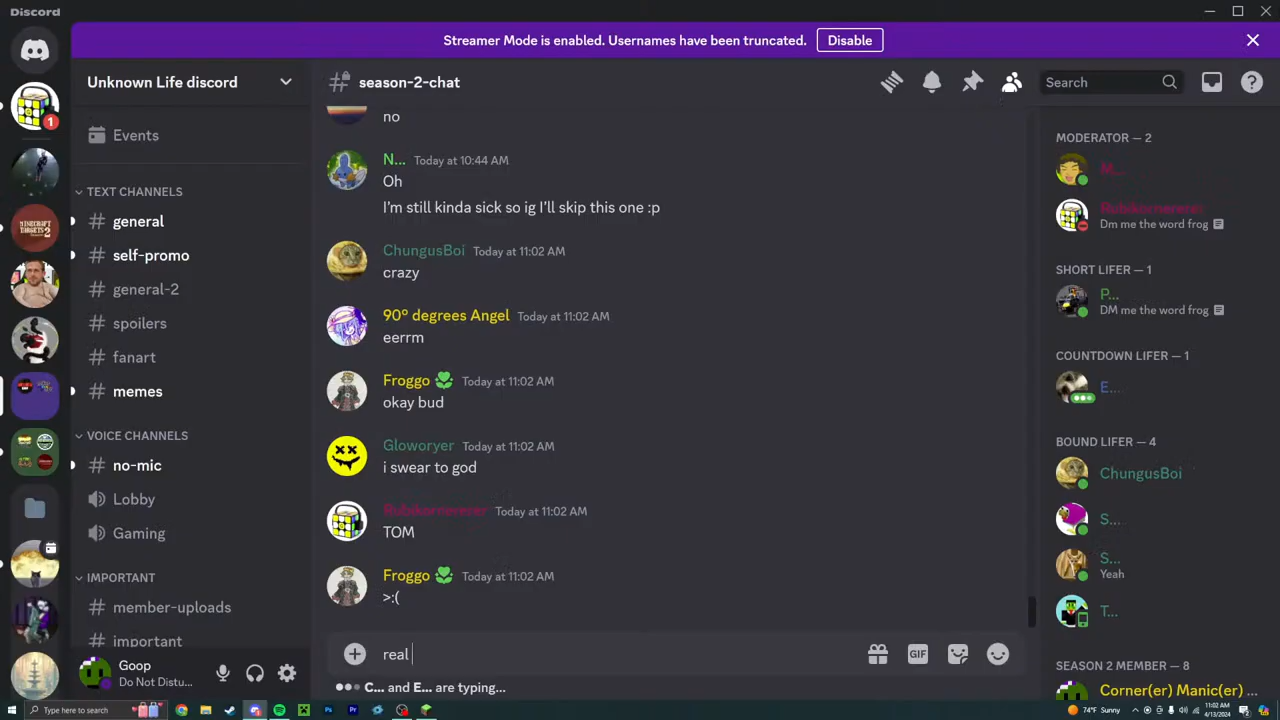 Discord
Streamer Mode is enabled. Usernames have been truncated.
Disable
Unknown Life discord
Events
TEXT CHANNELS
general
self-promo
general-2
spoilers
fanart
memes
VOICE CHANNELS
no-mic
Lobby
Gaming
IMPORTANT
member-uploads
important
Goop
Do Not Distu...
season-2-chat
Search
no
N... Today at 10:44 AM
Oh
I'm still kinda sick so ig I'll skip this one :p
ChungusBoi Today at 11:02 AM
crazy
90° degrees Angel Today at 11:02 AM
eerrm
Froggo Today at 11:02 AM
okay bud
Gloworyer Today at 11:02 AM
i swear to god
Rubikornerever Today at 11:02 AM
TOM
Froggo Today at 11:02 AM
>:(
real
GIF
C... and E... are typing...
MODERATOR — 2
M...
Rubikornerever
Dm me the word frog
SHORT LIFER — 1
P...
DM me the word frog
COUNTDOWN LIFER — 1
E...
BOUND LIFER — 4
ChungusBoi
S...
S...
Yeah
T...
SEASON 2 MEMBER — 8
Corner(er) Manic(er) ...
Type here to search
74°F Sunny
11:02 AM
4/13/2024